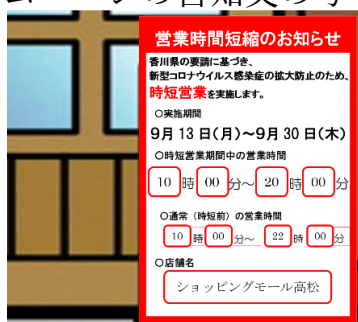 営業時間短縮のお知らせ
香川県の要請に基づき、
新型コロナウイルス感染症の拡大防止のため、
時短営業を実施します。
○実施期間
9月13日(月)~9月30日(木)
○時短営業期間中の営業時間
10時00分~20時00分
○通常（時短前）の営業時間
10時00分~22時00分
○店舗名
ショッピングモール高松